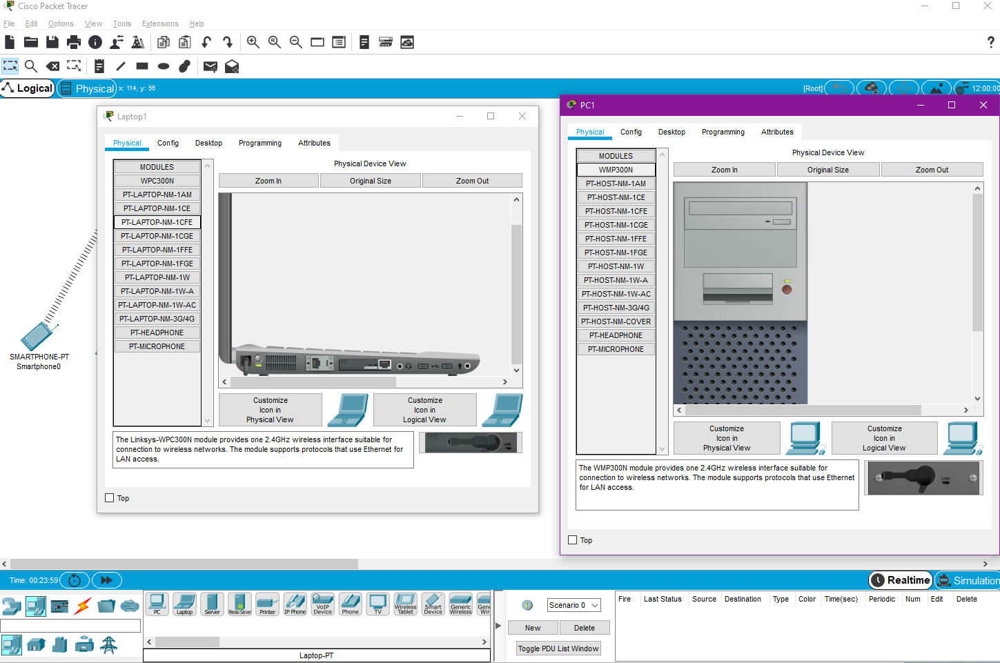 Cisco Packet Tracer
File Edit Options View Tools Extensions Help
?
Logical Physical x: 114, y: 56 [Root] 12:00:00
Laptop1
Physical Config Desktop Programming Attributes
MODULES
WPC300N
PT-LAPTOP-NM-1AM
PT-LAPTOP-NM-1CE
PT-LAPTOP-NM-1CFE
PT-LAPTOP-NM-1CGE
PT-LAPTOP-NM-1FFE
PT-LAPTOP-NM-1FGE
PT-LAPTOP-NM-1W
PT-LAPTOP-NM-1W-A
PT-LAPTOP-NM-1W-AC
PT-LAPTOP-NM-3G/4G
PT-HEADPHONE
PT-MICROPHONE
Physical Device View
Zoom In Original Size Zoom Out
Customize
Icon in
Physical View
Customize
Icon in
Logical View
The Linksys-WPC300N module provides one 2.4GHz wireless interface suitable for
connection to wireless networks. The module supports protocols that use Ethernet for
LAN access.
LINK
Top
SMARTPHONE-PT
Smartphone0
PC1
Physical Config Desktop Programming Attributes
MODULES
WMP300N
PT-HOST-NM-1AM
PT-HOST-NM-1CE
PT-HOST-NM-1CFE
PT-HOST-NM-1CGE
PT-HOST-NM-1FFE
PT-HOST-NM-1FGE
PT-HOST-NM-1W
PT-HOST-NM-1W-A
PT-HOST-NM-1W-AC
PT-HOST-NM-3G/4G
PT-HOST-NM-COVER
PT-HEADPHONE
PT-MICROPHONE
Physical Device View
Zoom In Original Size Zoom Out
Customize
Icon in
Physical View
Customize
Icon in
Logical View
The WMP300N module provides one 2.4GHz wireless interface suitable for
connection to wireless networks. The module supports protocols that use Ethernet
for LAN access.
LINK
Top
Time: 00:23:59 Realtime Simulation
PC Laptop Server Meraki Server Printer IP Phone VoIP Device Phone TV Wireless Tablet Smart Device Generic Wireless
Laptop-PT
Scenario 0
New Delete
Toggle PDU List Window
Fire Last Status Source Destination Type Color Time(sec) Periodic Num Edit Delete